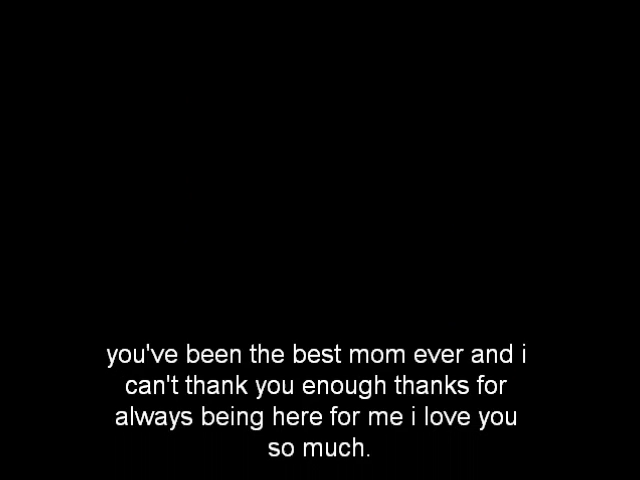 you've been the best mom ever and i
can't thank you enough thanks for
always being here for me i love you
so much.